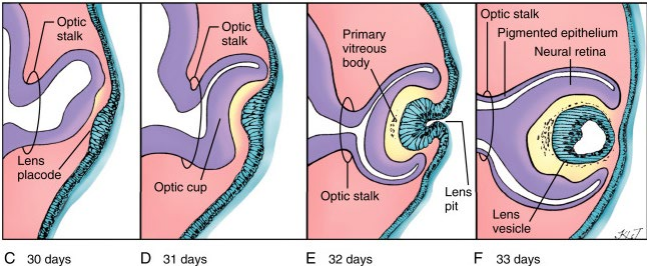 Optic
stalk
Lens
placode
Optic
stalk
Optic cup
Primary
vitreous
body
Optic stalk
Lens
pit
Optic stalk
Pigmented epithelium
Neural retina
Lens
vesicle
C 30 days
D 31 days
E 32 days
F 33 days